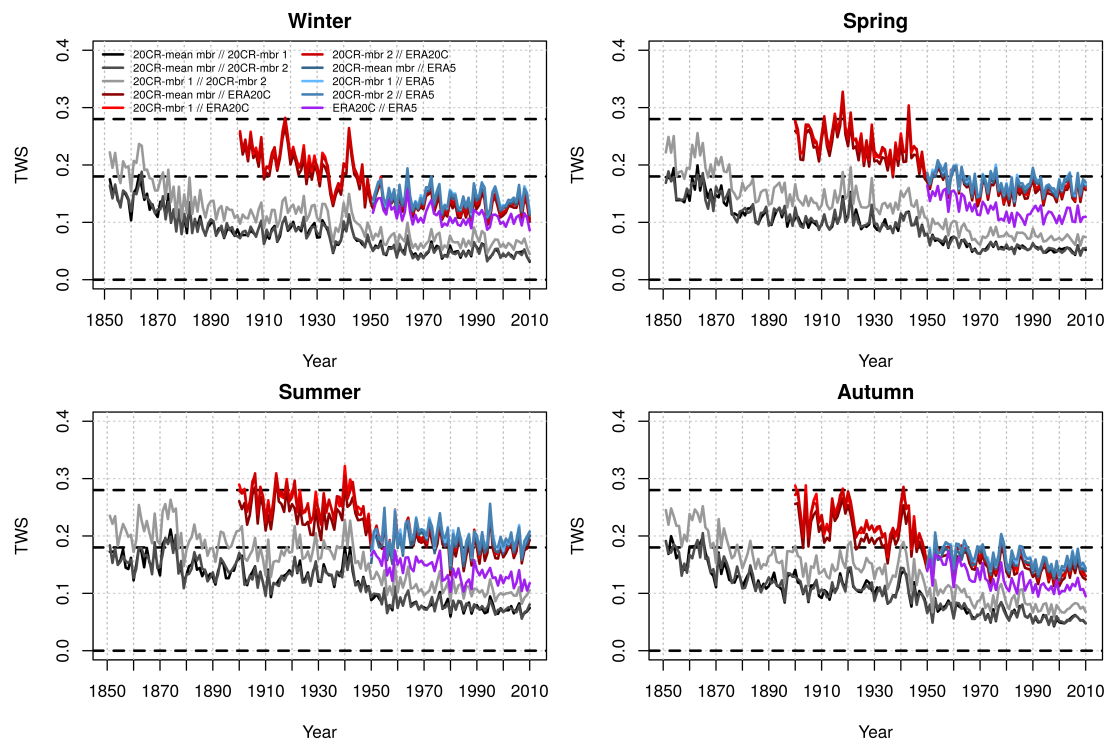 Winter
TWS
0.0 0.1 0.2 0.3 0.4
20CR-mean mbr // 20CR-mbr 1
20CR-mean mbr // 20CR-mbr 2
20CR-mbr 1 // 20CR-mbr 2
20CR-mean mbr // ERA20C
20CR-mbr 1 // ERA20C
20CR-mbr 2 // ERA20C
20CR-mean mbr // ERA5
20CR-mbr 1 // ERA5
20CR-mbr 2 // ERA5
ERA20C // ERA5
1850 1870 1890 1910 1930 1950 1970 1990 2010
Year
Spring
TWS
0.0 0.1 0.2 0.3 0.4
1850 1870 1890 1910 1930 1950 1970 1990 2010
Year
Summer
TWS
0.0 0.1 0.2 0.3 0.4
1850 1870 1890 1910 1930 1950 1970 1990 2010
Year
Autumn
TWS
0.0 0.1 0.2 0.3 0.4
1850 1870 1890 1910 1930 1950 1970 1990 2010
Year